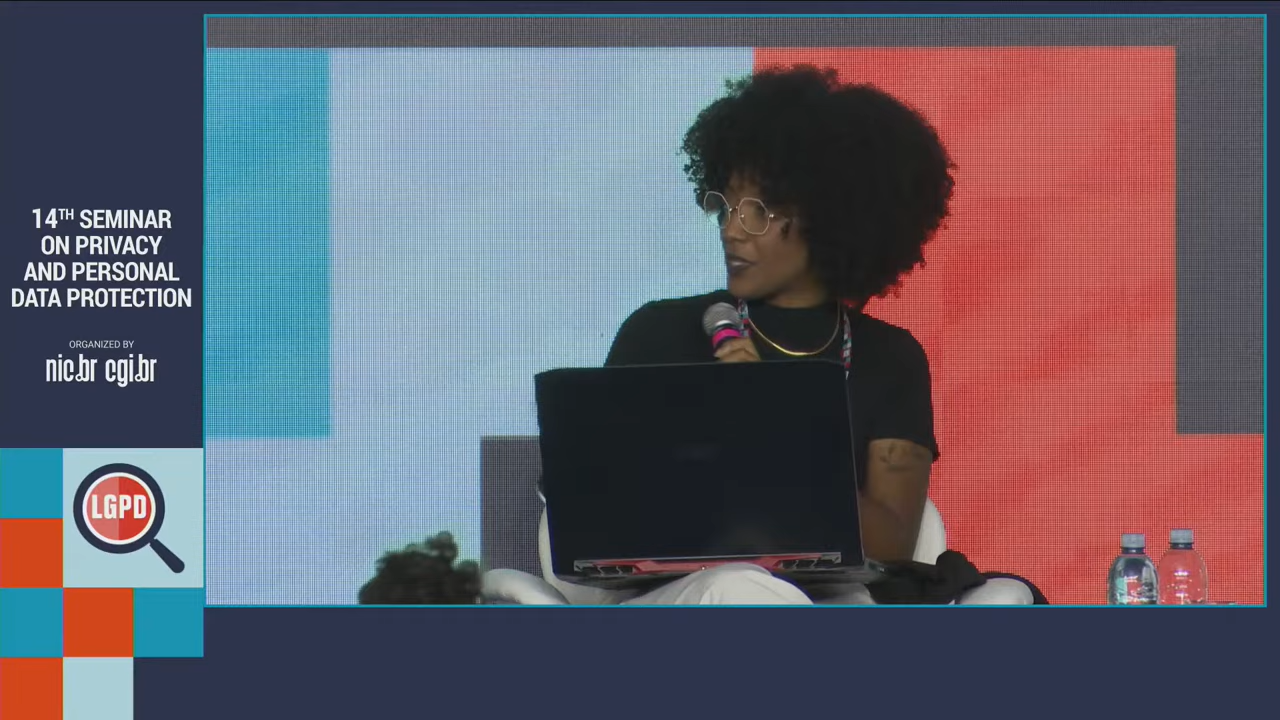 14TH SEMINAR
ON PRIVACY
AND PERSONAL
DATA PROTECTION
ORGANIZED BY
nic.br cgi.br
LGPD